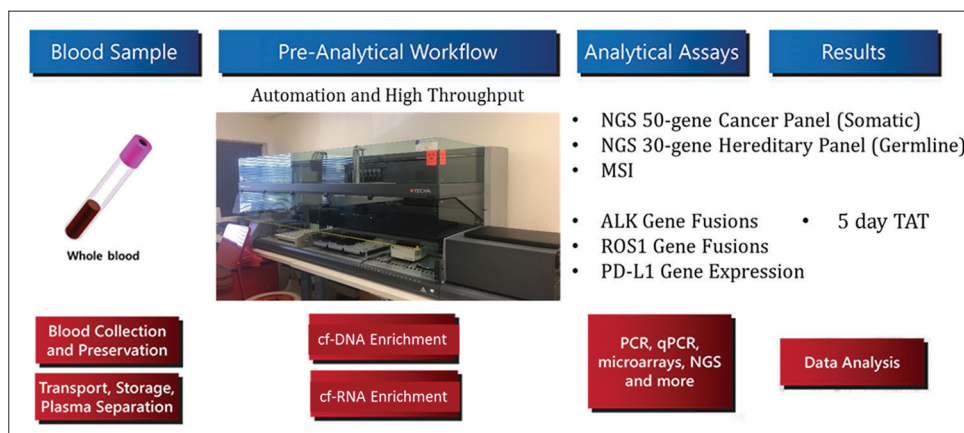 Blood Sample
Pre-Analytical Workflow
Analytical Assays
Results
Automation and High Throughput
TECAN
Whole blood
• NGS 50-gene Cancer Panel (Somatic)
• NGS 30-gene Hereditary Panel (Germline)
• MSI
• ALK Gene Fusions
• ROS1 Gene Fusions
• PD-L1 Gene Expression
• 5 day TAT
Blood Collection
and Preservation
Transport, Storage,
Plasma Separation
cf-DNA Enrichment
cf-RNA Enrichment
PCR, qPCR,
microarrays, NGS
and more
Data Analysis